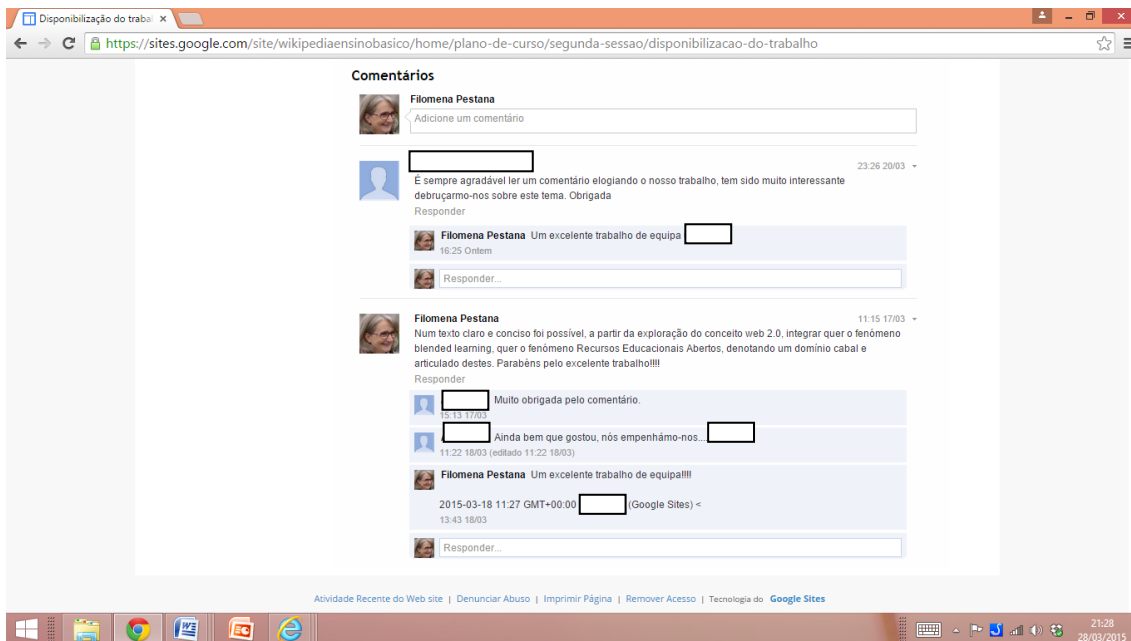 Disponibilização do trabal
https://sites.google.com/site/wikipediaensinobasico/home/plano-de-curso/segunda-sessao/disponibilizacao-do-trabalho
Comentários
Filomena Pestana
Adicione um comentário
23:26 20/03
É sempre agradável ler um comentário elogiando o nosso trabalho, tem sido muito interessante
debruçarmo-nos sobre este tema. Obrigada
Responder
Filomena Pestana Um excelente trabalho de equipa
16:25 Ontem
Responder...
Filomena Pestana 11:15 17/03
Num texto claro e conciso foi possível, a partir da exploração do conceito web 2.0, integrar quer o fenómeno
blended learning, quer o fenómeno Recursos Educacionais Abertos, denotando um domínio cabal e
articulado destes. Parabéns pelo excelente trabalho!!!!
Responder
Muito obrigada pelo comentário.
15:13 17/03
Ainda bem que gostou, nós empenhámo-nos...
11:22 18/03 (editado 11:22 18/03)
Filomena Pestana Um excelente trabalho de equipa!!!!
2015-03-18 11:27 GMT+00:00 (Google Sites) <
13:43 18/03
Responder...
Atividade Recente do Web site | Denunciar Abuso | Imprimir Página | Remover Acesso | Tecnologia do Google Sites
21:28
28/03/2015